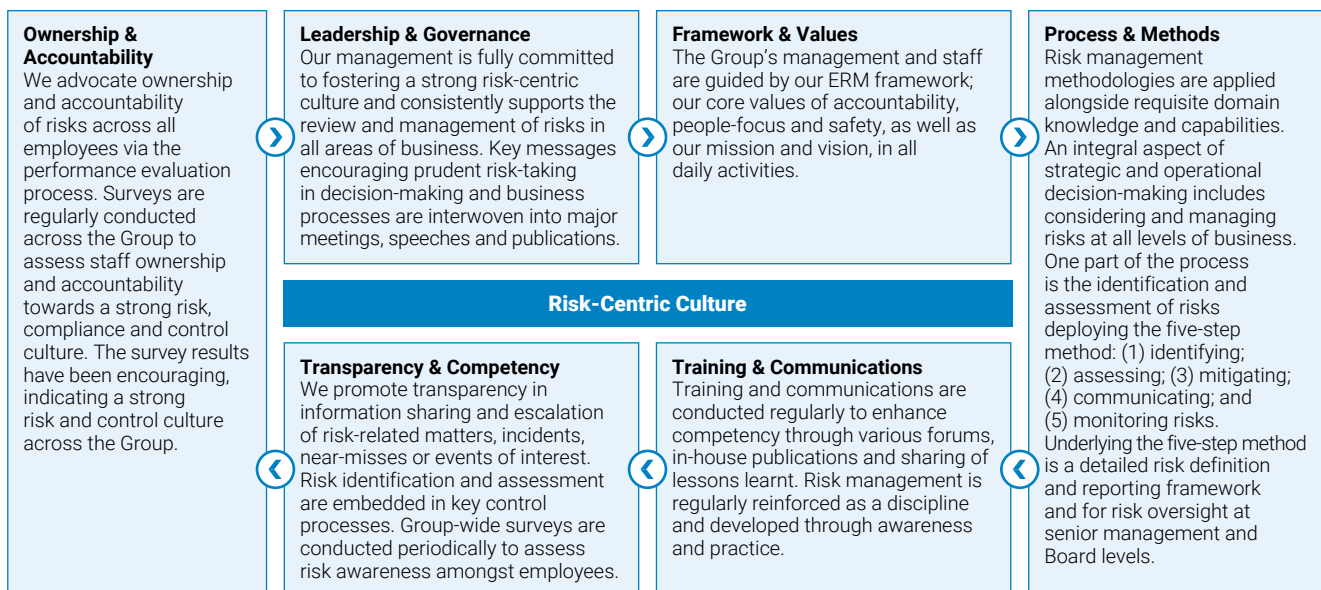 Ownership &
Accountability
We advocate ownership
and accountability
of risks across all
employees via the
performance evaluation
process. Surveys are
regularly conducted
across the Group to
assess staff ownership
and accountability
towards a strong risk,
compliance and control
culture. The survey results
have been encouraging,
indicating a strong
risk and control culture
across the Group.
Leadership & Governance
Our management is fully committed
to fostering a strong risk-centric
culture and consistently supports the
review and management of risks in
all areas of business. Key messages
encouraging prudent risk-taking
in decision-making and business
processes are interwoven into major
meetings, speeches and publications.
Framework & Values
The Group's management and staff
are guided by our ERM framework;
our core values of accountability,
people-focus and safety, as well as
our mission and vision, in all
daily activities.
Process & Methods
Risk management
methodologies are applied
alongside requisite domain
knowledge and capabilities.
An integral aspect of
strategic and operational
decision-making includes
considering and managing
risks at all levels of business.
One part of the process
is the identification and
assessment of risks
deploying the five-step
method: (1) identifying;
(2) assessing; (3) mitigating;
(4) communicating; and
(5) monitoring risks.
Underlying the five-step method
is a detailed risk definition
and reporting framework
and for risk oversight at
senior management and
Board levels.
Risk-Centric Culture
Transparency & Competency
We promote transparency in
information sharing and escalation
of risk-related matters, incidents,
near-misses or events of interest.
Risk identification and assessment
are embedded in key control
processes. Group-wide surveys are
conducted periodically to assess
risk awareness amongst employees.
Training & Communications
Training and communications are
conducted regularly to enhance
competency through various forums,
in-house publications and sharing of
lessons learnt. Risk management is
regularly reinforced as a discipline
and developed through awareness
and practice.